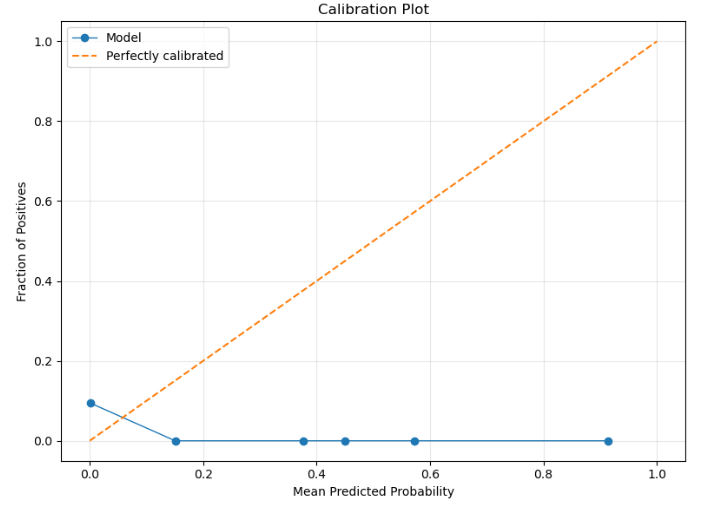 Calibration Plot
Model
Perfectly calibrated
Fraction of Positives
1.0
0.8
0.6
0.4
0.2
0.0
0.0 0.2 0.4 0.6 0.8 1.0
Mean Predicted Probability